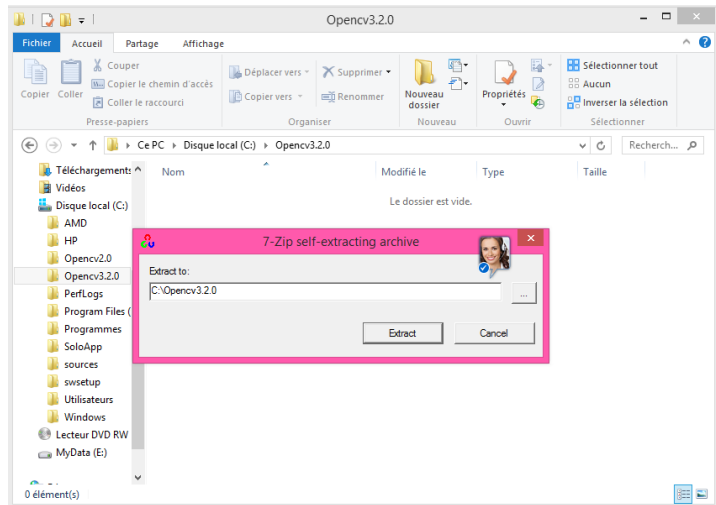 Opencv3.2.0
Fichier Accueil Partage Affichage
Copier
Coller
Couper
Copier le chemin d'accès
Coller le raccourci
Presse-papiers
Déplacer vers
Copier vers
Supprimer
Renommer
Organiser
Nouveau
dossier
Nouveau
Propriétés
Ouvrir
Sélectionner tout
Aucun
Inverser la sélection
Sélectionner
Ce PC Disque local (C:) Opencv3.2.0
Recherch...
Nom Modifié le Type Taille
Le dossier est vide.
Téléchargements
Vidéos
Disque local (C:)
AMD
HP
Opencv2.0
Opencv3.2.0
PerfLogs
Program Files (
Programmes
SoloApp
sources
swsetup
Utilisateurs
Windows
Lecteur DVD RW
MyData (E:)
7-Zip self-extracting archive
Extract to:
C:\Opencv3.2.0
...
Extract Cancel
0 élément(s)